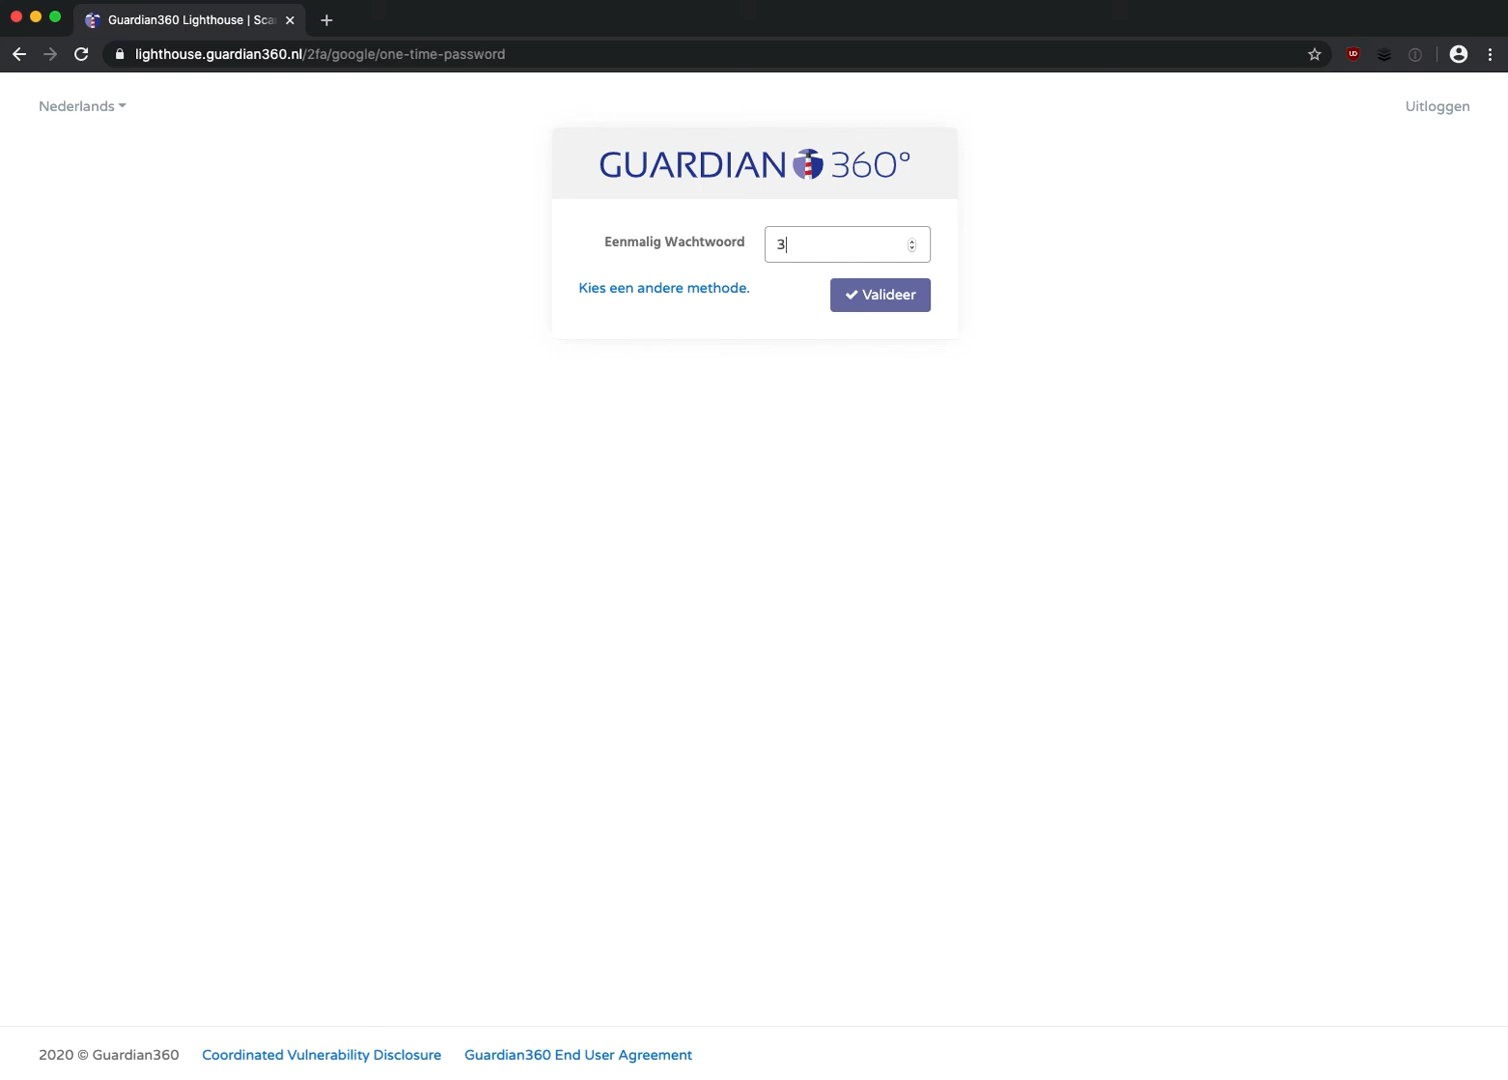 Guardian360 Lighthouse | Sca
lighthouse.guardian360.nl/2fa/google/one-time-password
Nederlands
Uitloggen
GUARDIAN 360°
Eenmalig Wachtwoord
3
Kies een andere methode.
Valideer
2020 © Guardian360
Coordinated Vulnerability Disclosure
Guardian360 End User Agreement